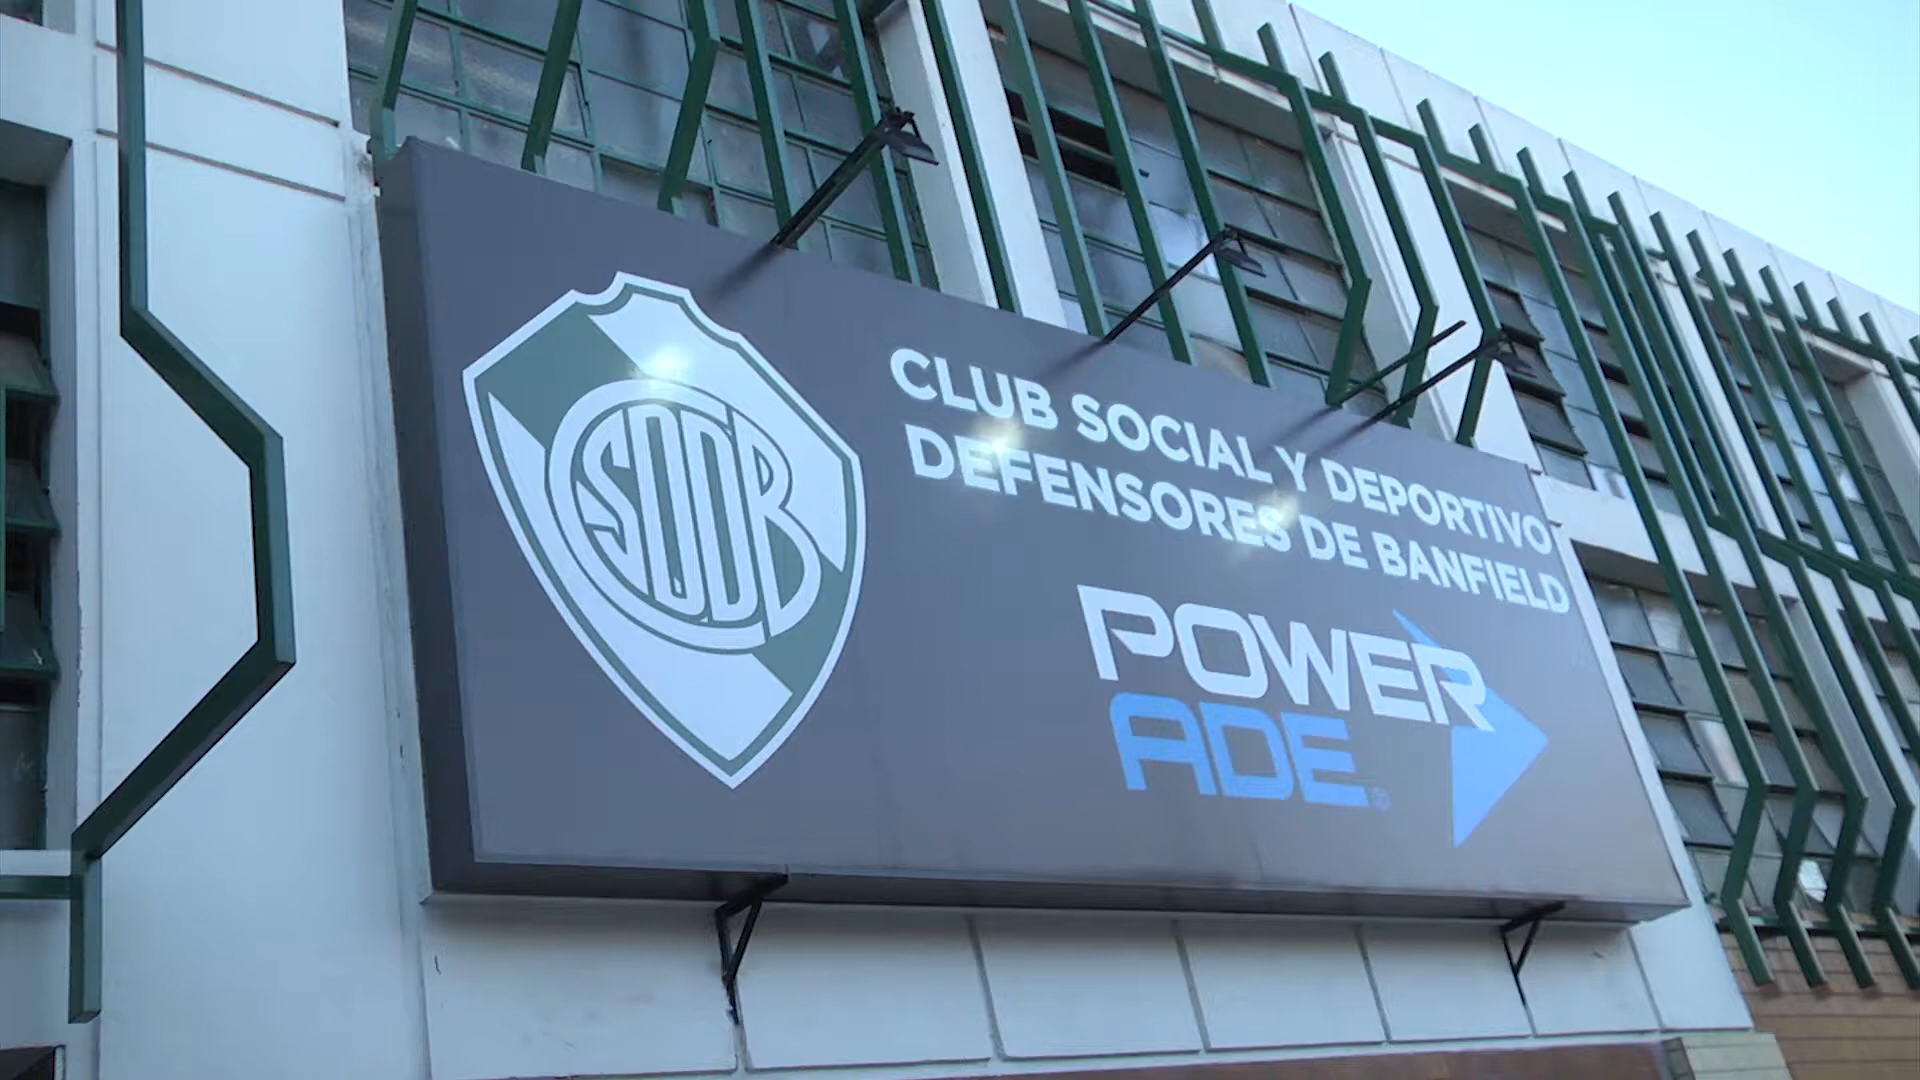 CSDDB
CLUB SOCIAL Y DEPORTIVO
DEFENSORES DE BANFIELD
POWER
ADE